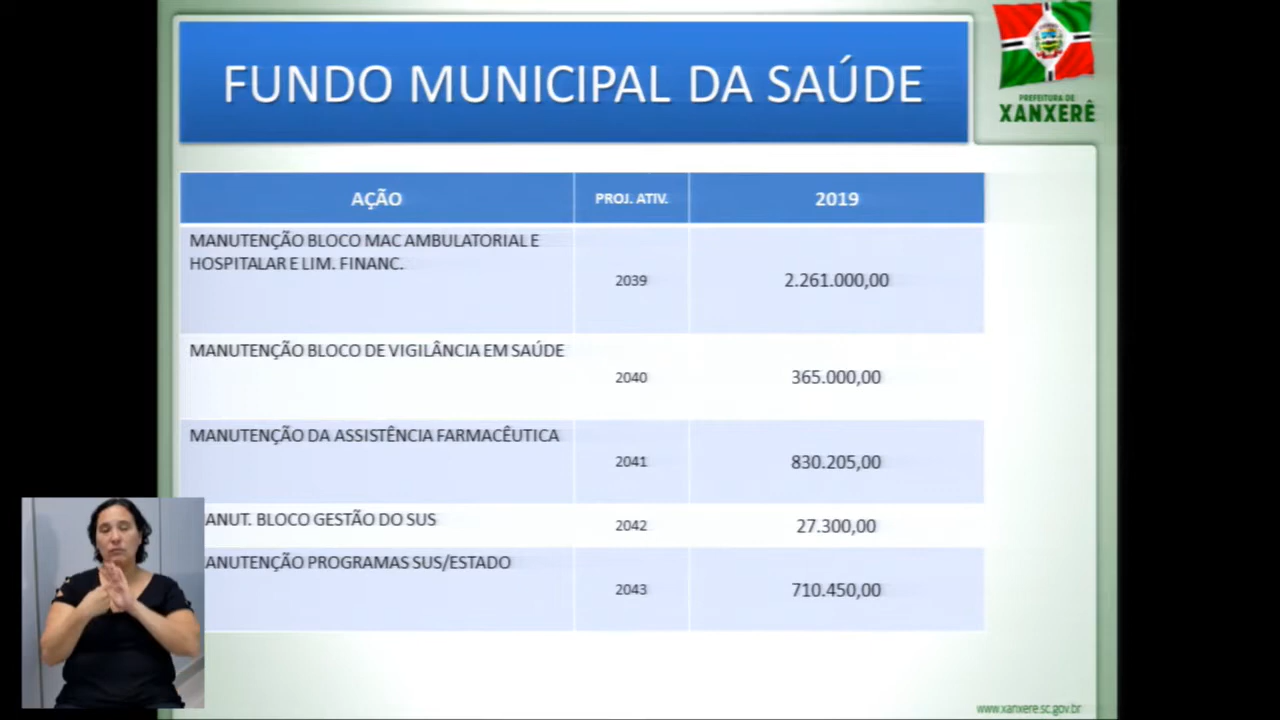 FUNDO MUNICIPAL DA SAÚDE
PREFEITURA DE
XANXERÊ
AÇÃO PROJ. ATIV. 2019
MANUTENÇÃO BLOCO MAC AMBULATORIAL E
HOSPITALAR E LIM. FINANC.
2039 2.261.000,00
MANUTENÇÃO BLOCO DE VIGILÂNCIA EM SAÚDE
2040 365.000,00
MANUTENÇÃO DA ASSISTÊNCIA FARMACÊUTICA
2041 830.205,00
ANUT. BLOCO GESTÃO DO SUS
2042 27.300,00
ANUTENÇÃO PROGRAMAS SUS/ESTADO
2043 710.450,00
www.xanxere.sc.gov.br